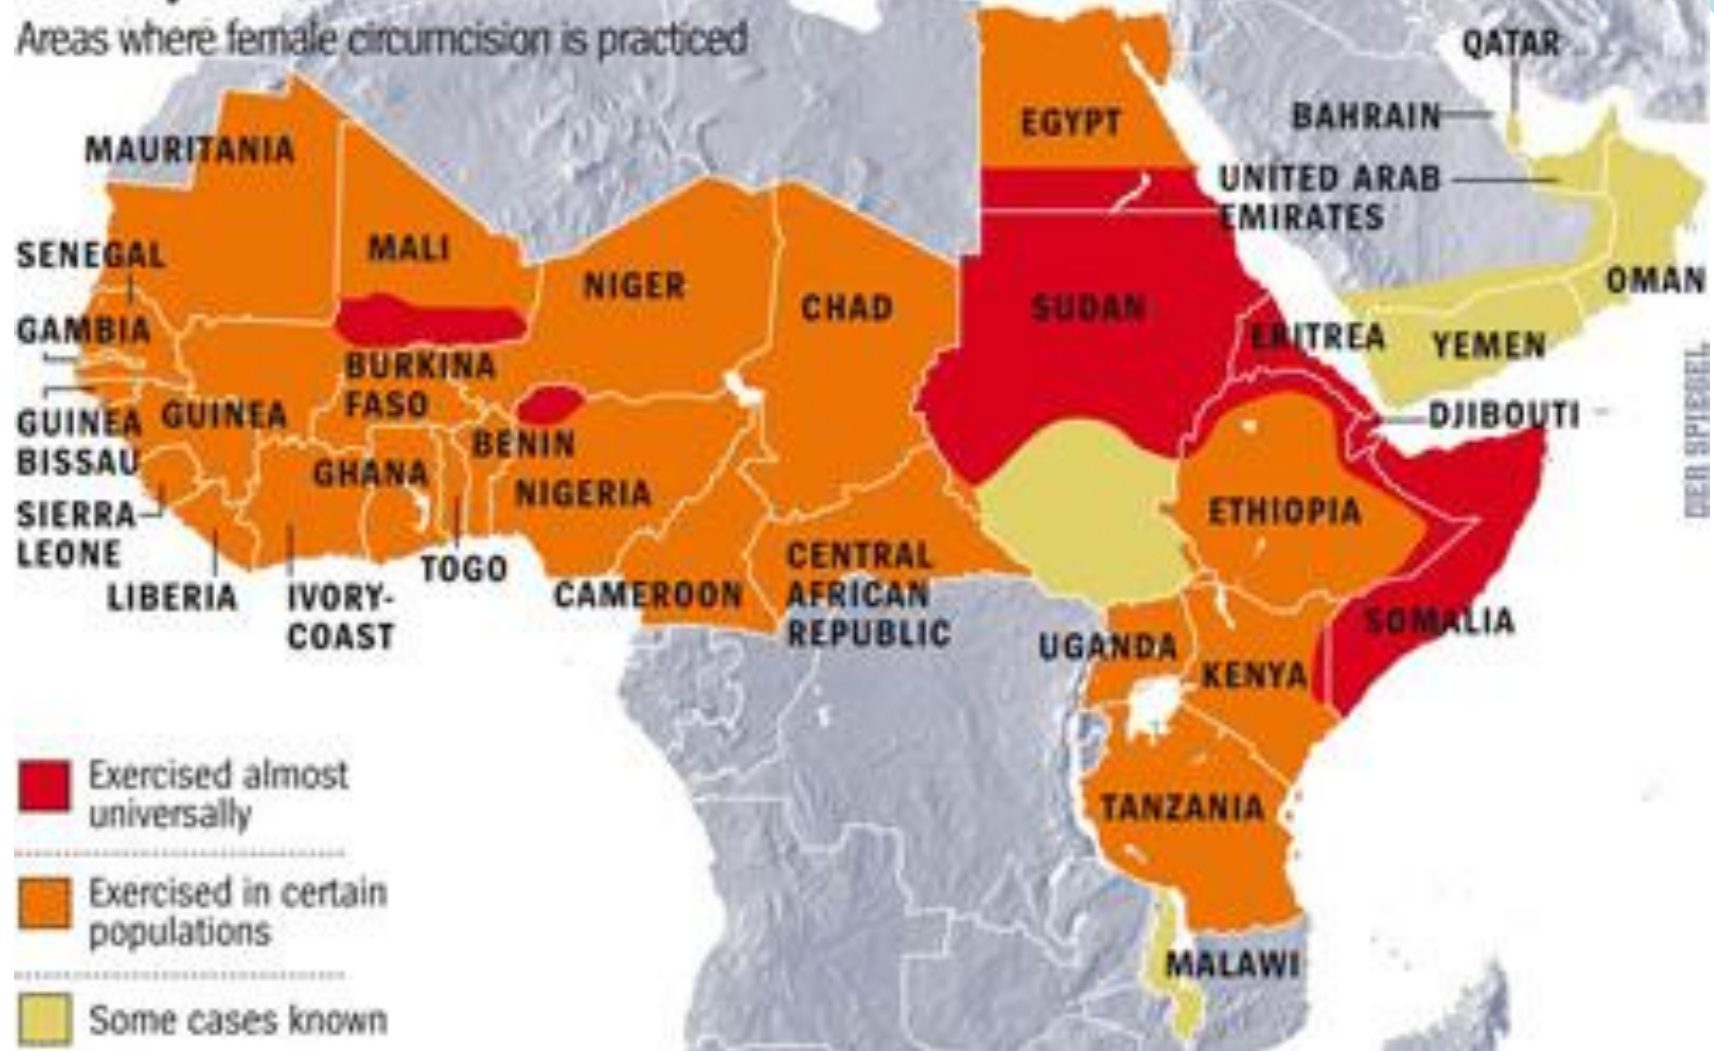 Areas where female circumcision is practiced
QATAR
BAHRAIN
EGYPT
MAURITANIA
UNITED ARAB
EMIRATES
SENEGAL
MALI
NIGER
CHAD
SUDAN
OMAN
GAMBIA
ERITREA
YEMEN
BURKINA
FASO
GUINEA
BISSAU
GUINEA
DJIBOUTI
BENIN
GHANA
NIGERIA
ETHIOPIA
SIERRA
LEONE
TOGO
LIBERIA
IVORY-
COAST
CAMEROON
CENTRAL
AFRICAN
REPUBLIC
SOMALIA
UGANDA
KENYA
TANZANIA
MALAWI
DER SPIEGEL
Exercised almost
universally
Exercised in certain
populations
Some cases known